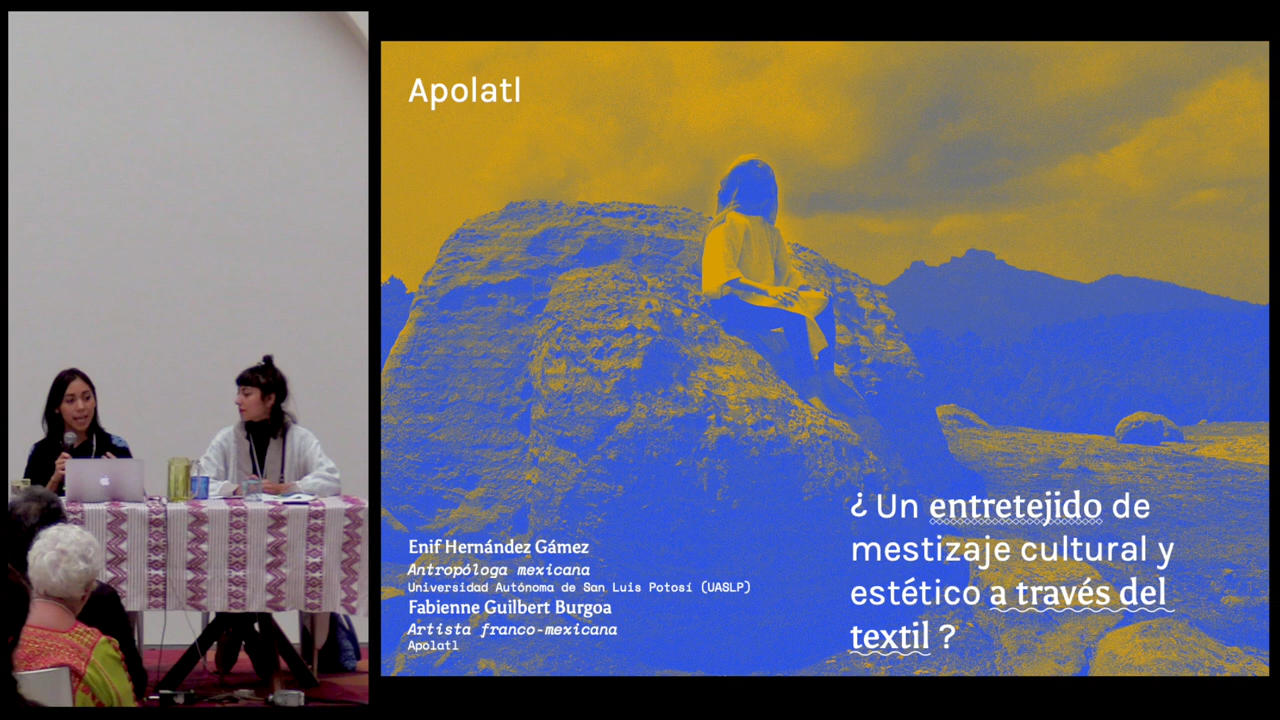 Apolatl
Enif Hernández Gámez
Antropóloga mexicana
Universidad Autónoma de San Luis Potosí (UASLP)
Fabienne Guilbert Burgoa
Artista franco-mexicana
Apolatl
¿ Un entretejido de
mestizaje cultural y
estético a través del
textil ?